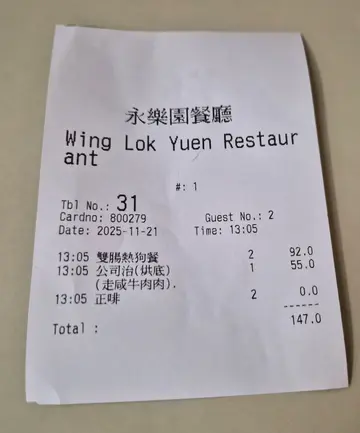 永樂園餐廳
Wing Lok Yuen Restaur
ant
#: 1
Tbl No.: 31
Cardno: 800279 Guest No.: 2
Date: 2025-11-21 Time: 13:05
13:05 雙腸熱狗餐 2 92.0
13:05 公司治(烘底) 1 55.0
(走咸牛肉肉).
13:05 正啡 2 0.0
------
Total : 147.0